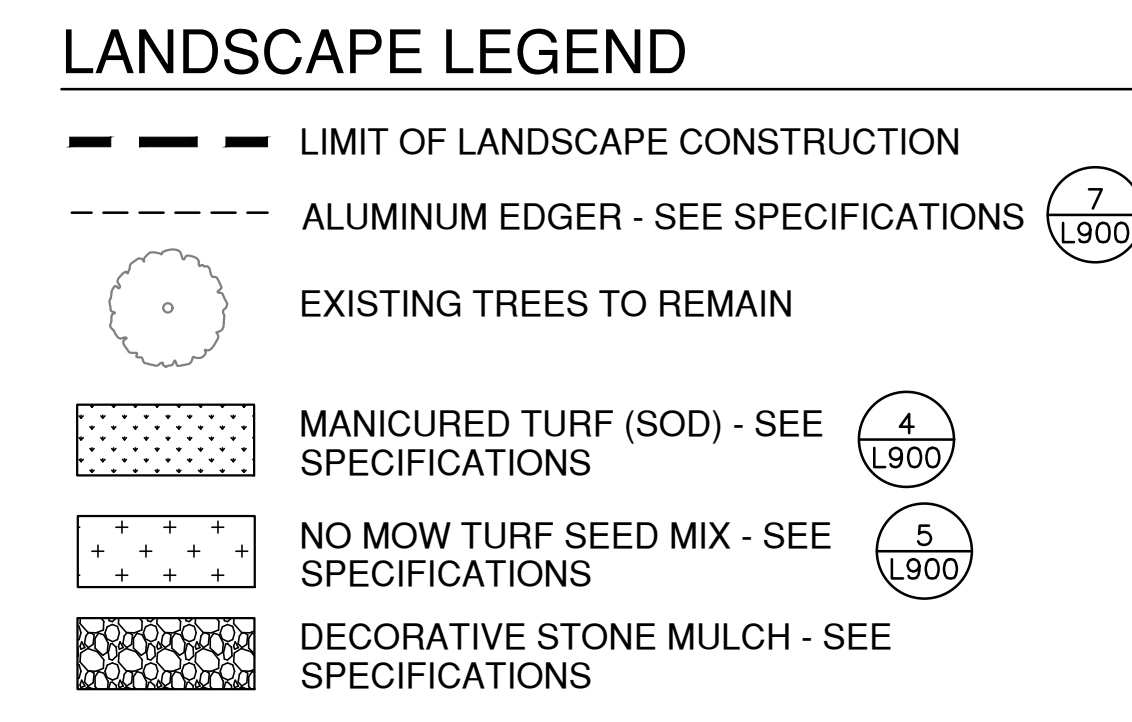 LANDSCAPE LEGEND
LIMIT OF LANDSCAPE CONSTRUCTION
ALUMINUM EDGER - SEE SPECIFICATIONS
7
L900
EXISTING TREES TO REMAIN
MANICURED TURF (SOD) - SEE
SPECIFICATIONS
4
L900
NO MOW TURF SEED MIX - SEE
SPECIFICATIONS
5
L900
DECORATIVE STONE MULCH - SEE
SPECIFICATIONS